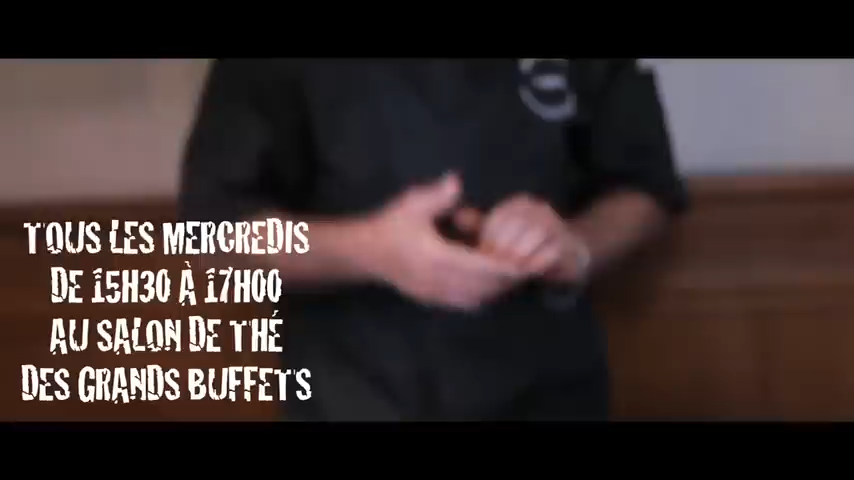 TOUS LES MERCREDIS
DE 15H30 À 17H00
AU SALON DE THÉ
DES GRANDS BUFFETS